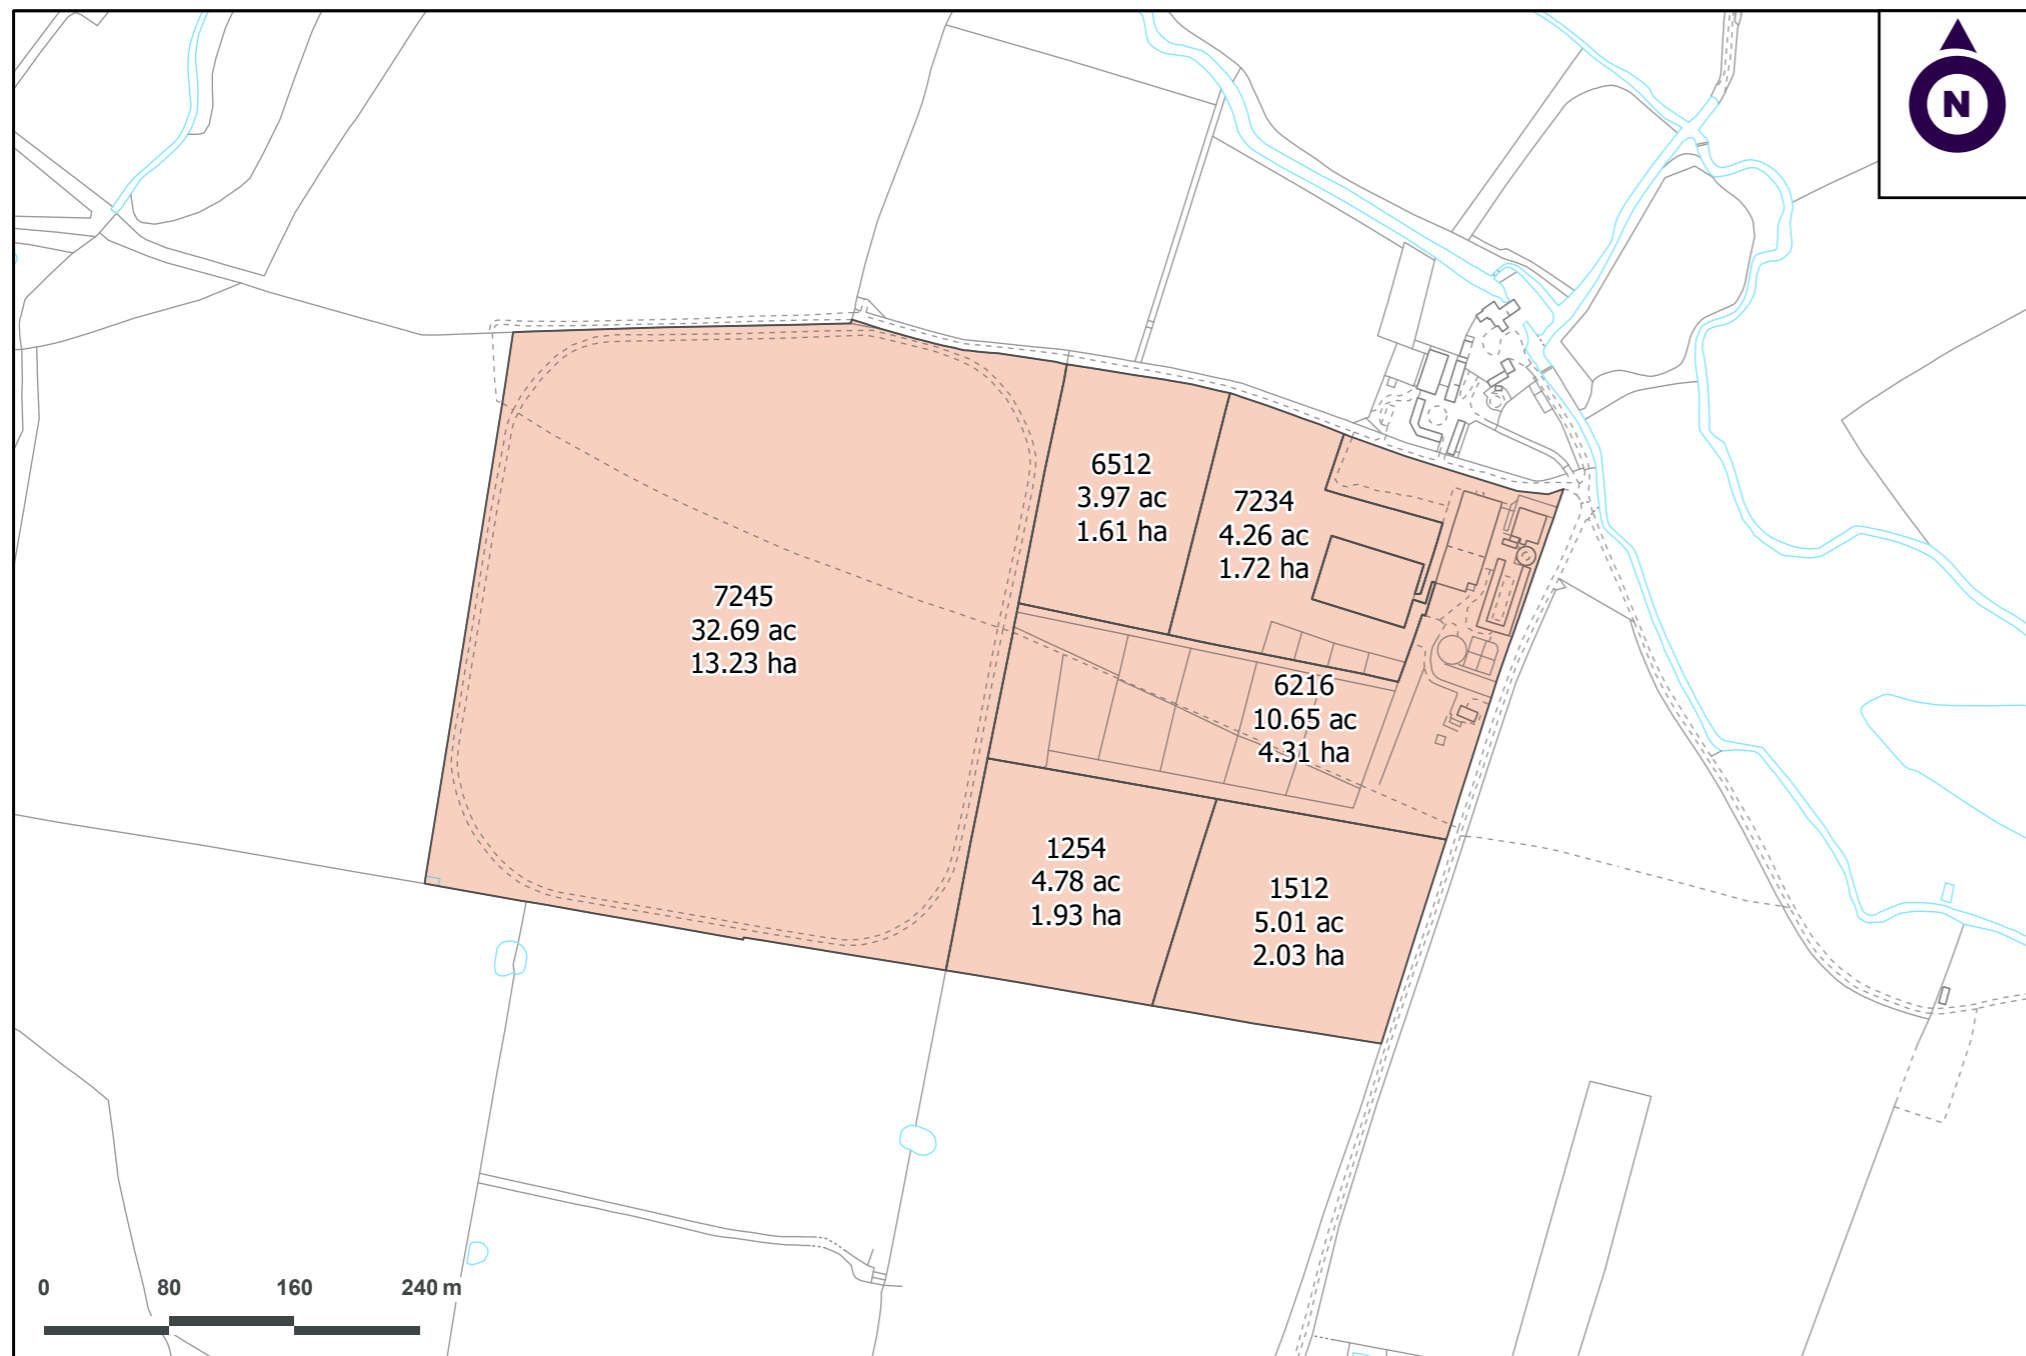 N
6512
3.97 ac
1.61 ha
7234
4.26 ac
1.72 ha
7245
32.69 ac
13.23 ha
6216
10.65 ac
4.31 ha
1254
4.78 ac
1.93 ha
1512
5.01 ac
2.03 ha
0 80 160 240 m